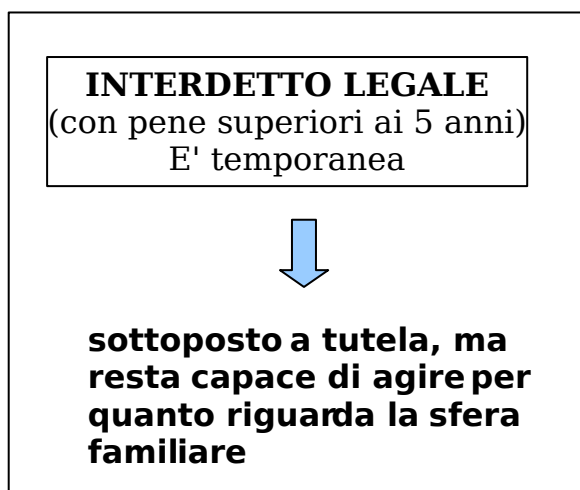 INTERDETTO LEGALE
(con pene superiori ai 5 anni)
E' temporanea
sottoposto a tutela, ma
resta capace di agire per
quanto riguarda la sfera
familiare